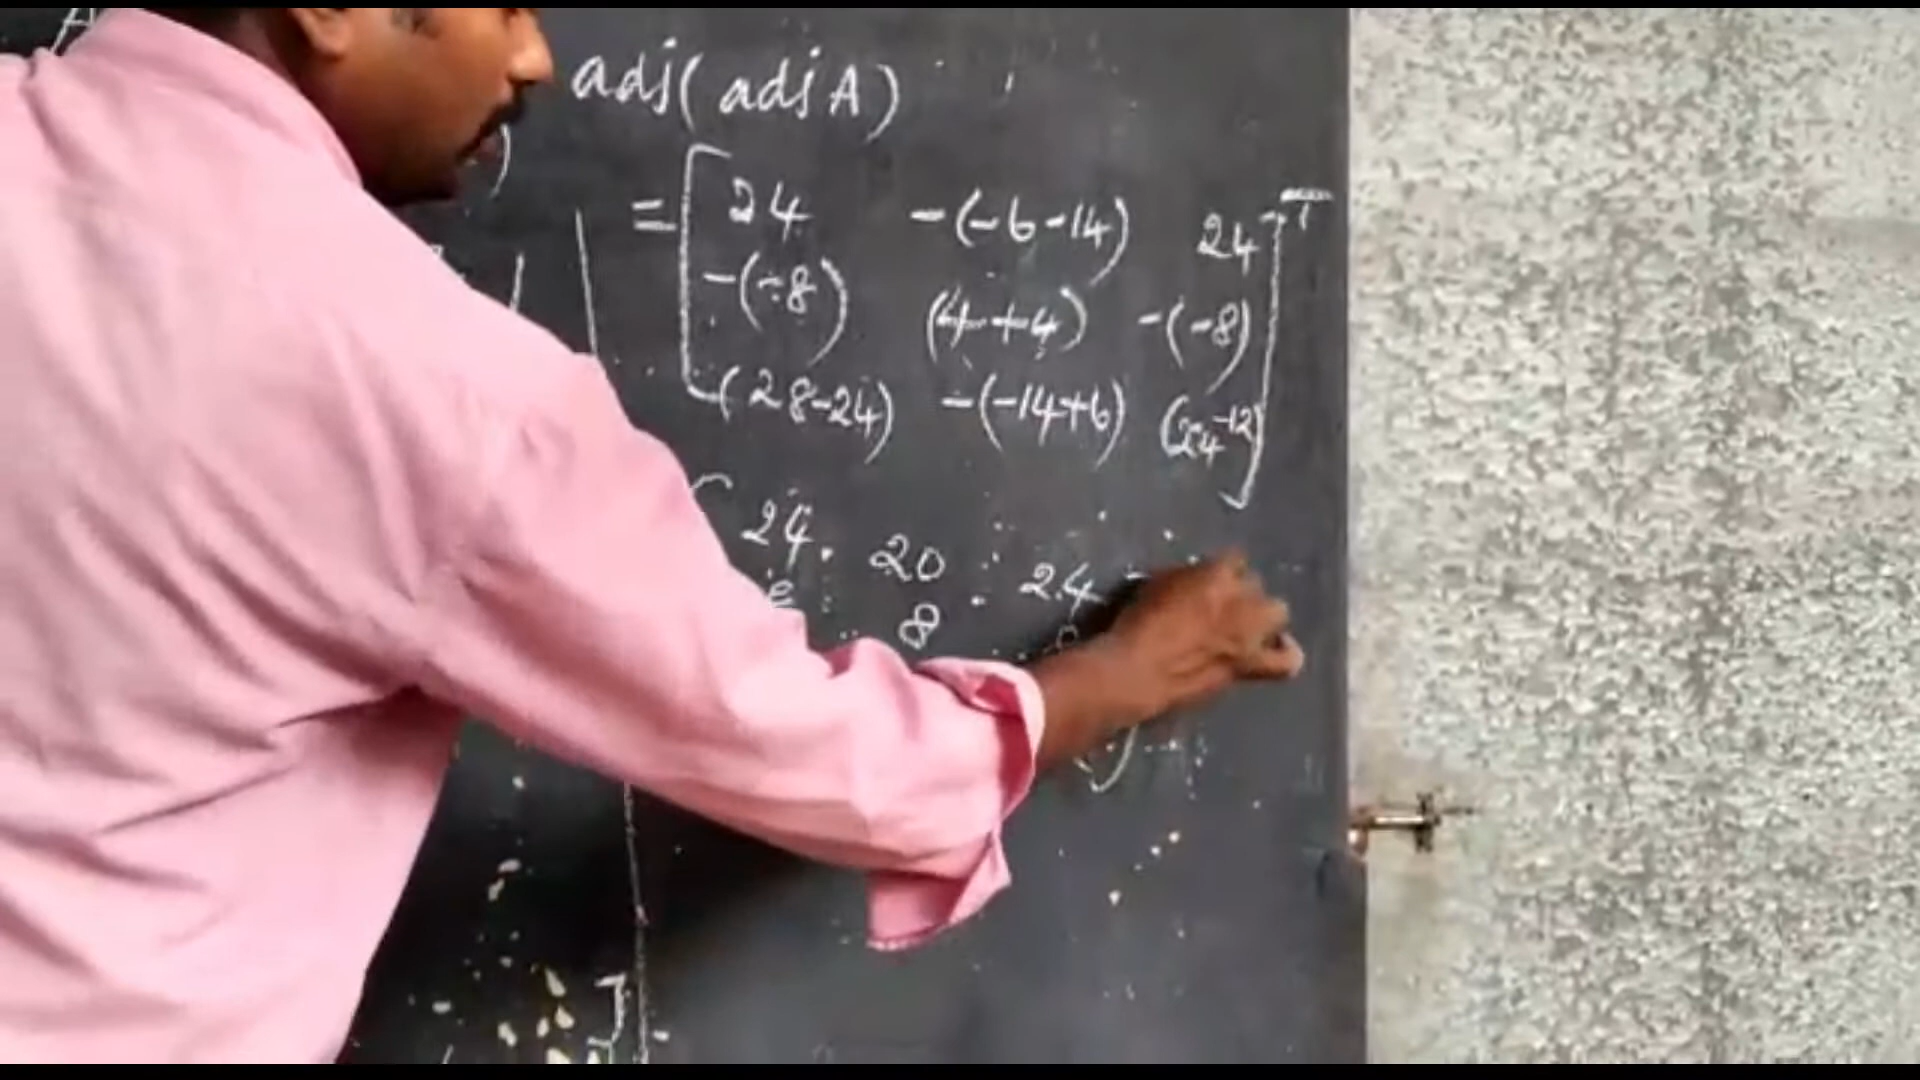 adj(adj A)
= [ 24 -(-6-14) 24 ]ᵀ
-(-8) (4+4) -(-8)
(28-24) -(-14+6) (24-12)
24 20 24
8 8